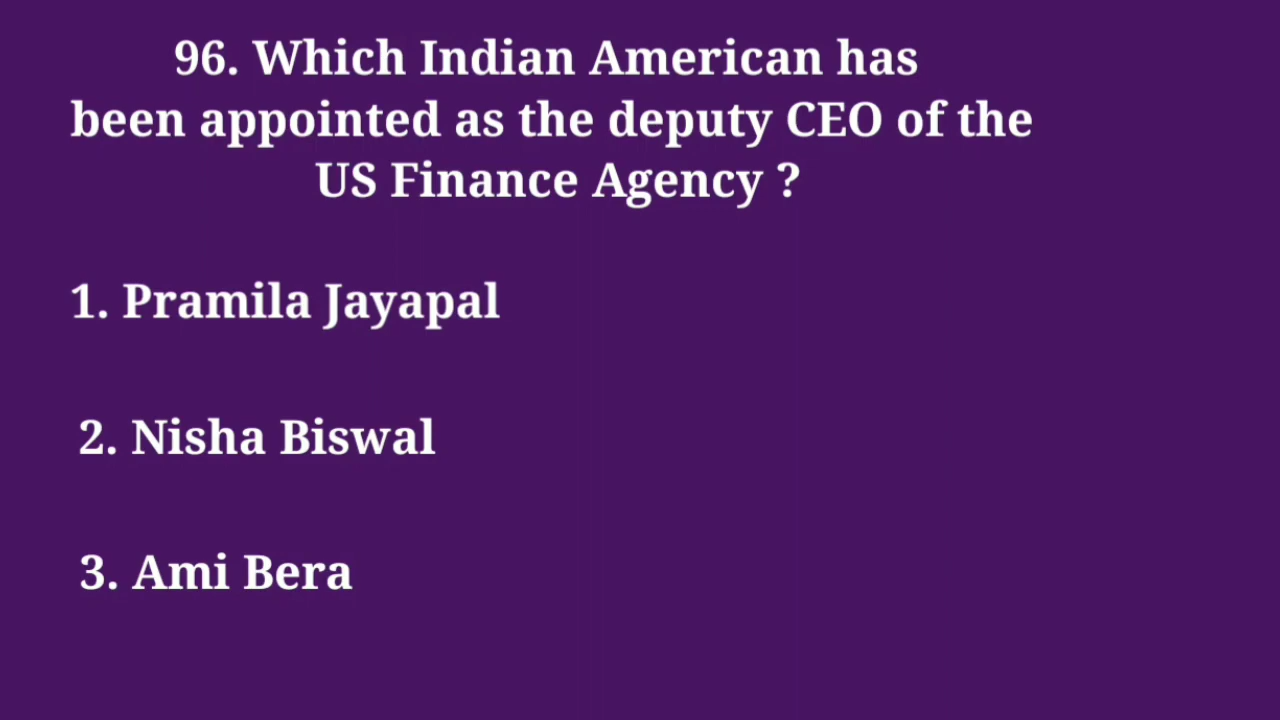 96. Which Indian American has
been appointed as the deputy CEO of the
US Finance Agency ?
1. Pramila Jayapal
2. Nisha Biswal
3. Ami Bera